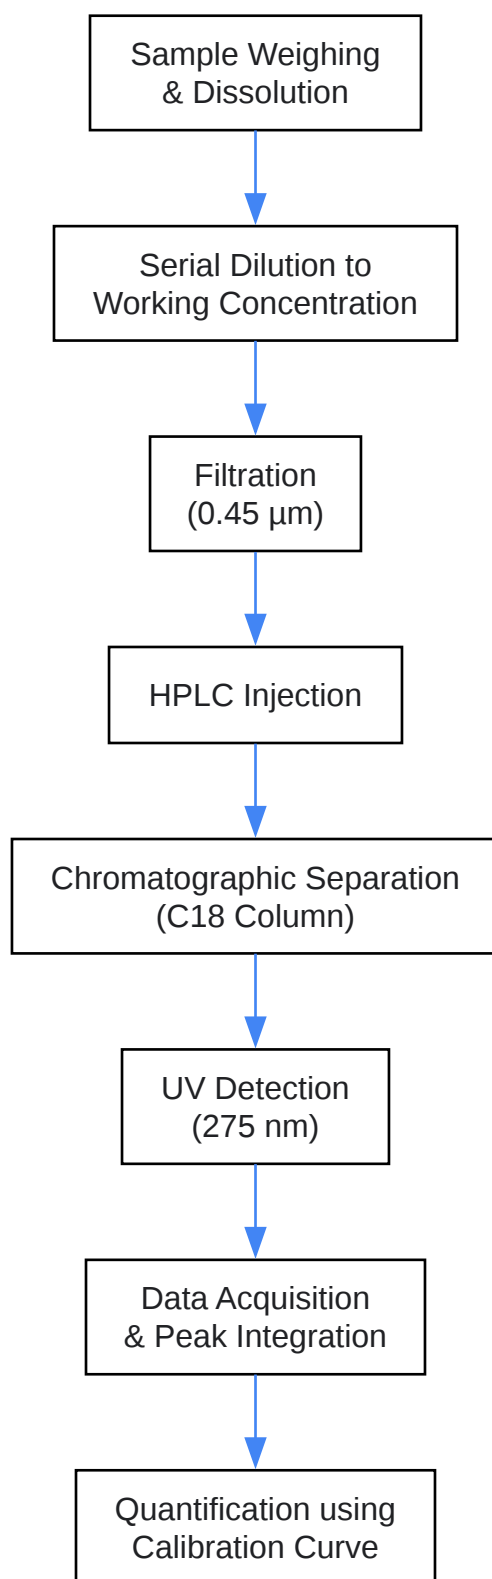 Sample Weighing
& Dissolution
Serial Dilution to
Working Concentration
Filtration
(0.45 µm)
HPLC Injection
Chromatographic Separation
(C18 Column)
UV Detection
(275 nm)
Data Acquisition
& Peak Integration
Quantification using
Calibration Curve